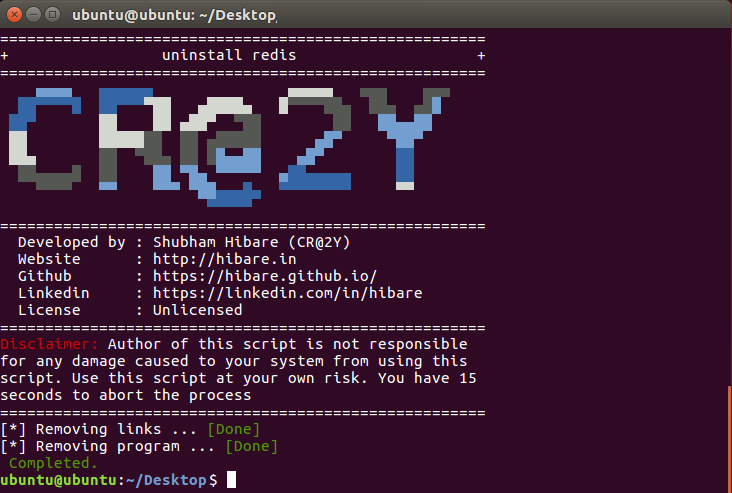 ubuntu@ubuntu: ~/Desktop
======================================================
+                 uninstall redis                    +
======================================================
CR@2Y
======================================================
  Developed by : Shubham Hibare (CR@2Y)
  Website      : http://hibare.in
  Github       : https://hibare.github.io/
  Linkedin     : https://linkedin.com/in/hibare
  License      : Unlicensed
======================================================
Disclaimer: Author of this script is not responsible
for any damage caused to your system from using this
script. Use this script at your own risk. You have 15
seconds to abort the process
======================================================
[*] Removing links ... [Done]
[*] Removing program ... [Done]
 Completed.
ubuntu@ubuntu:~/Desktop$